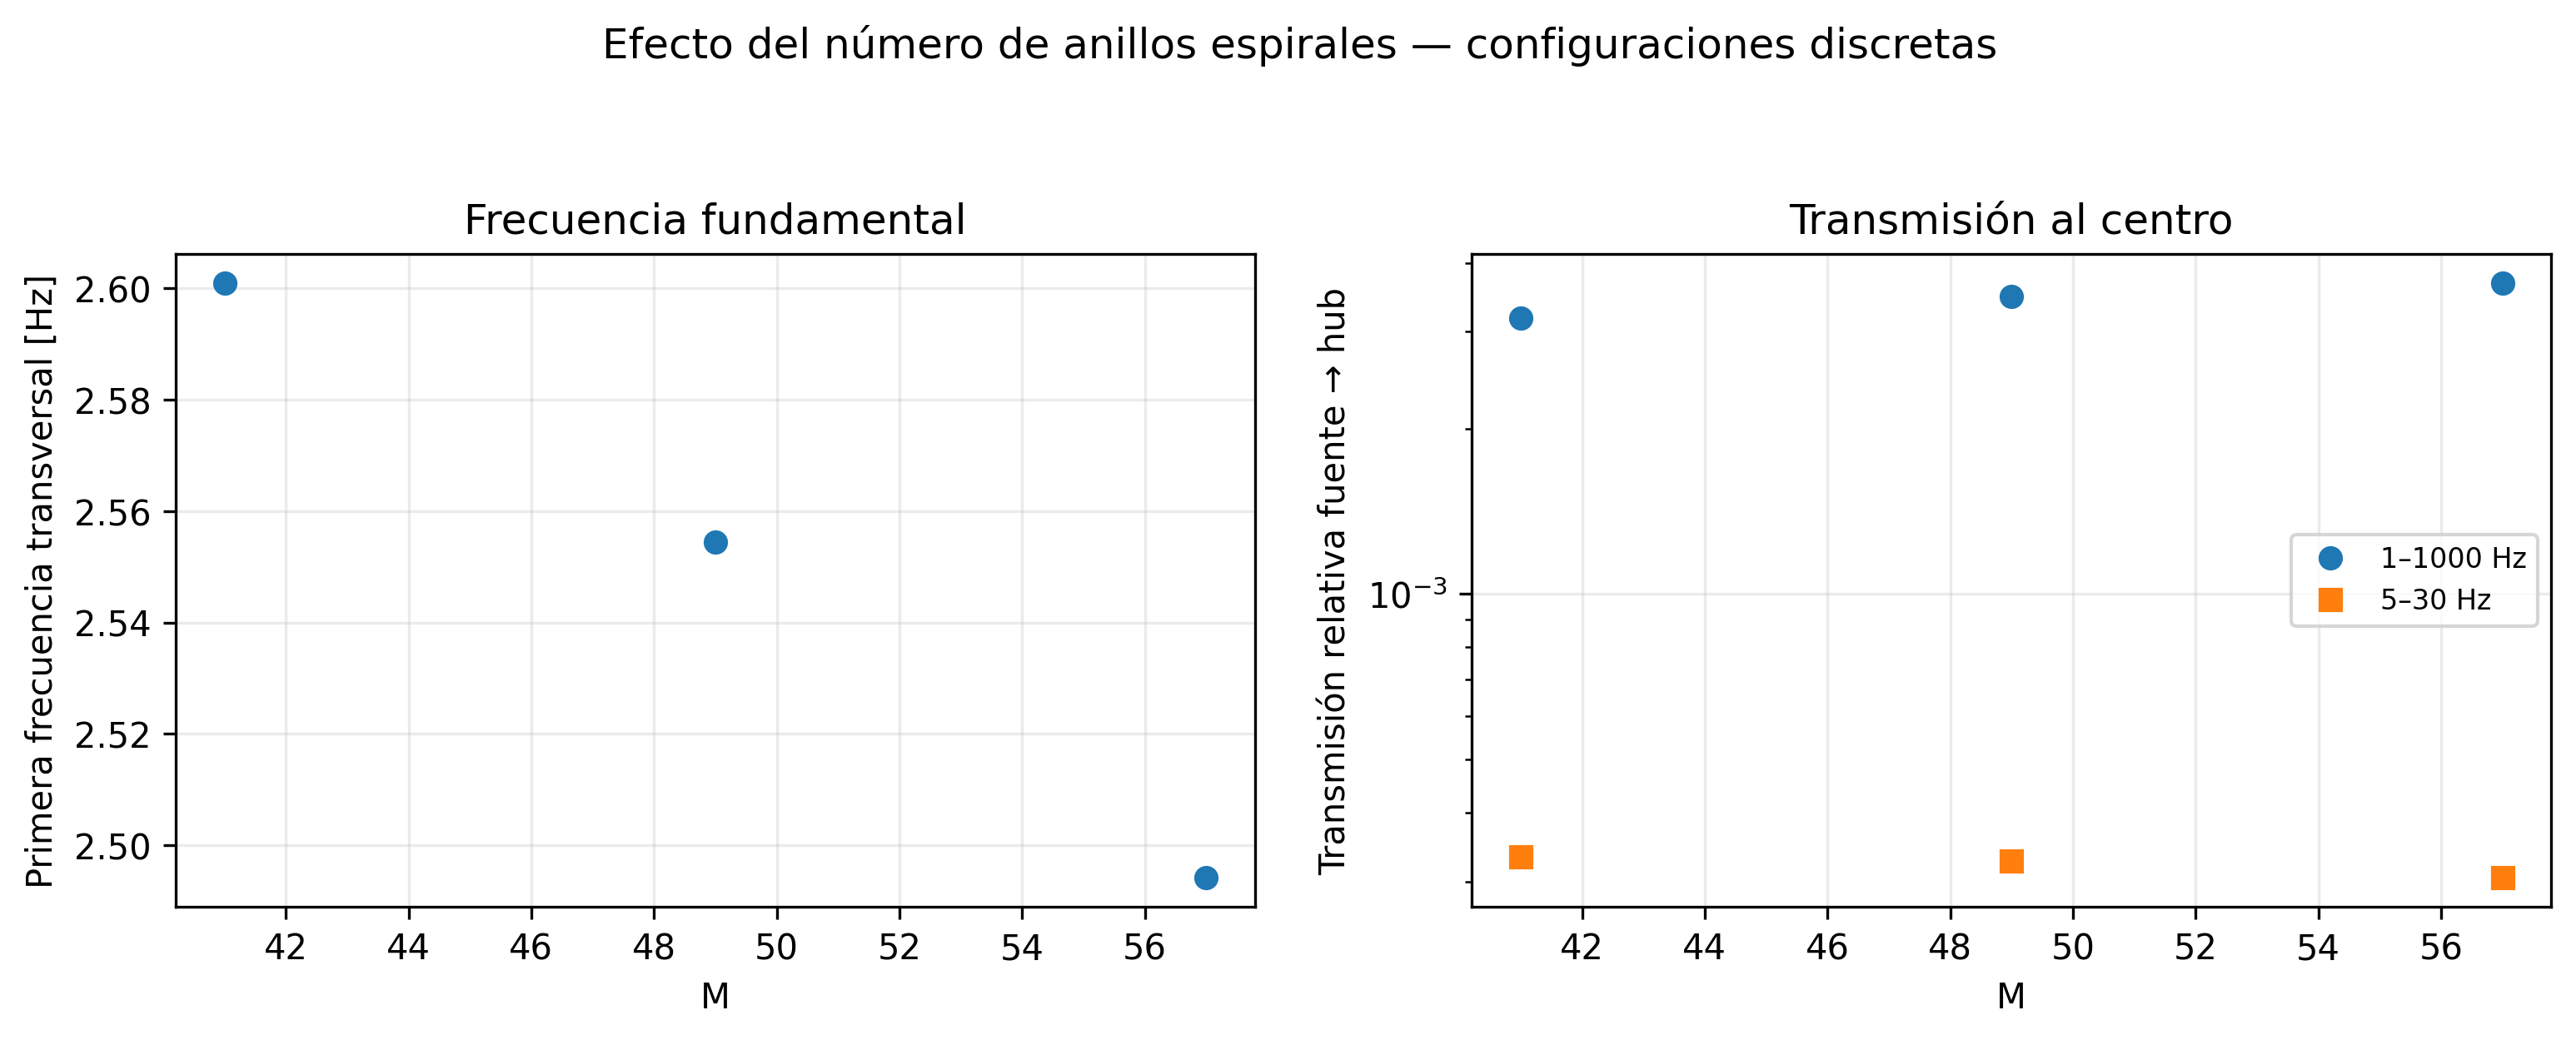 Efecto del número de anillos espirales — configuraciones discretas
Frecuencia fundamental
Primera frecuencia transversal [Hz]
2.60
2.58
2.56
2.54
2.52
2.50
42 44 46 48 50 52 54 56
M
Transmisión al centro
Transmisión relativa fuente → hub
10⁻³
1–1000 Hz
5–30 Hz
42 44 46 48 50 52 54 56
M